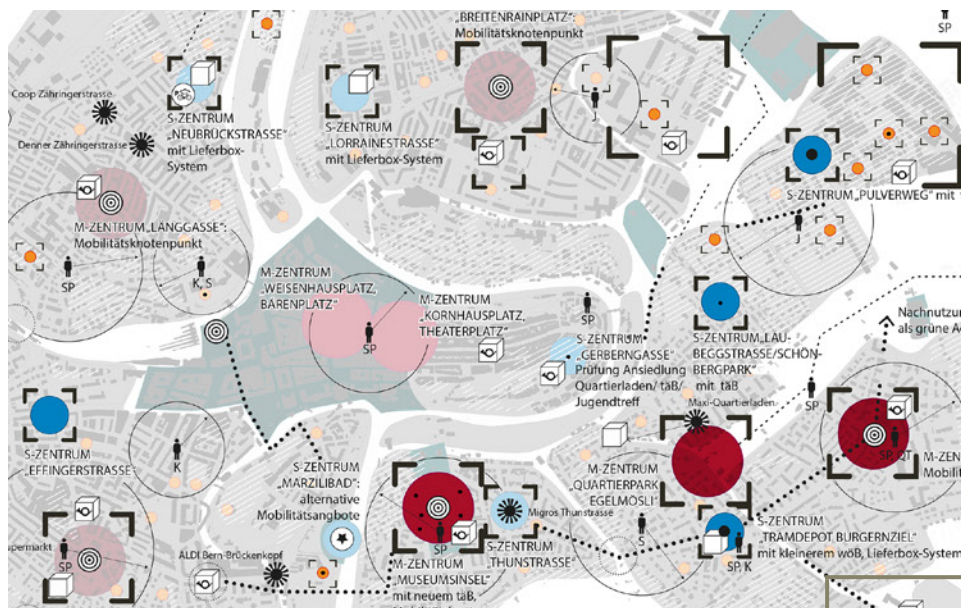 „BREITENRAINPLATZ“:
Mobilitätsknotenpunkt
SP
Coop Zähringerstrasse
Denner Zähringerstrasse
S-ZENTRUM
„NEUBRÜCKSTRASSE“
mit Lieferbox-
System
S-ZENTRUM
„LORRAINESTRASSE“
mit Lieferbox-System
J
S-ZENTRUM „PULVERWEG“ mit
J
M-ZENTRUM „LÄNGGASSE“:
Mobilitätsknotenpunkt
SP
K, S
M-ZENTRUM
„WEISENHAUSPLATZ,
BÄRENPLATZ“
M-ZENTRUM
„KORNHAUSPLATZ,
THEATERPLATZ“
SP
SP
S-ZENTRUM
„GERBERNGASSE“
Prüfung Ansiedlung
Quartierladen/ täB/
Jugendtreff
S-ZENTRUM „LAU-
BEGGSTRASSE/SCHÖN-
BERGPARK“
mit täB
Maxi-Quartierladen
Nachnutzu
als grüne A
SP
S-ZENTRUM
„EFFINGERSTRASSE“
K
S-ZENTRUM
„MARZILIBAD“:
alternative
Mobilitätsangbote
M-ZENTRUM
„QUARTIERPARK
EGELMÖSLI“
SP, QT
M-ZEN
Mobilit
upermarkt
SP
ALDI Bern-Brückenkopf
SP
M-ZENTRUM
„MUSEUMSINSEL“
mit neuem täB,
Migros Thunstrasse
S-ZENTRUM
„THUNSTRASSE“
S
SP, K
S-ZENTRUM
„TRAMDEPOT BURGERNZIEL“
mit kleinerem wöB, Lieferbox-System